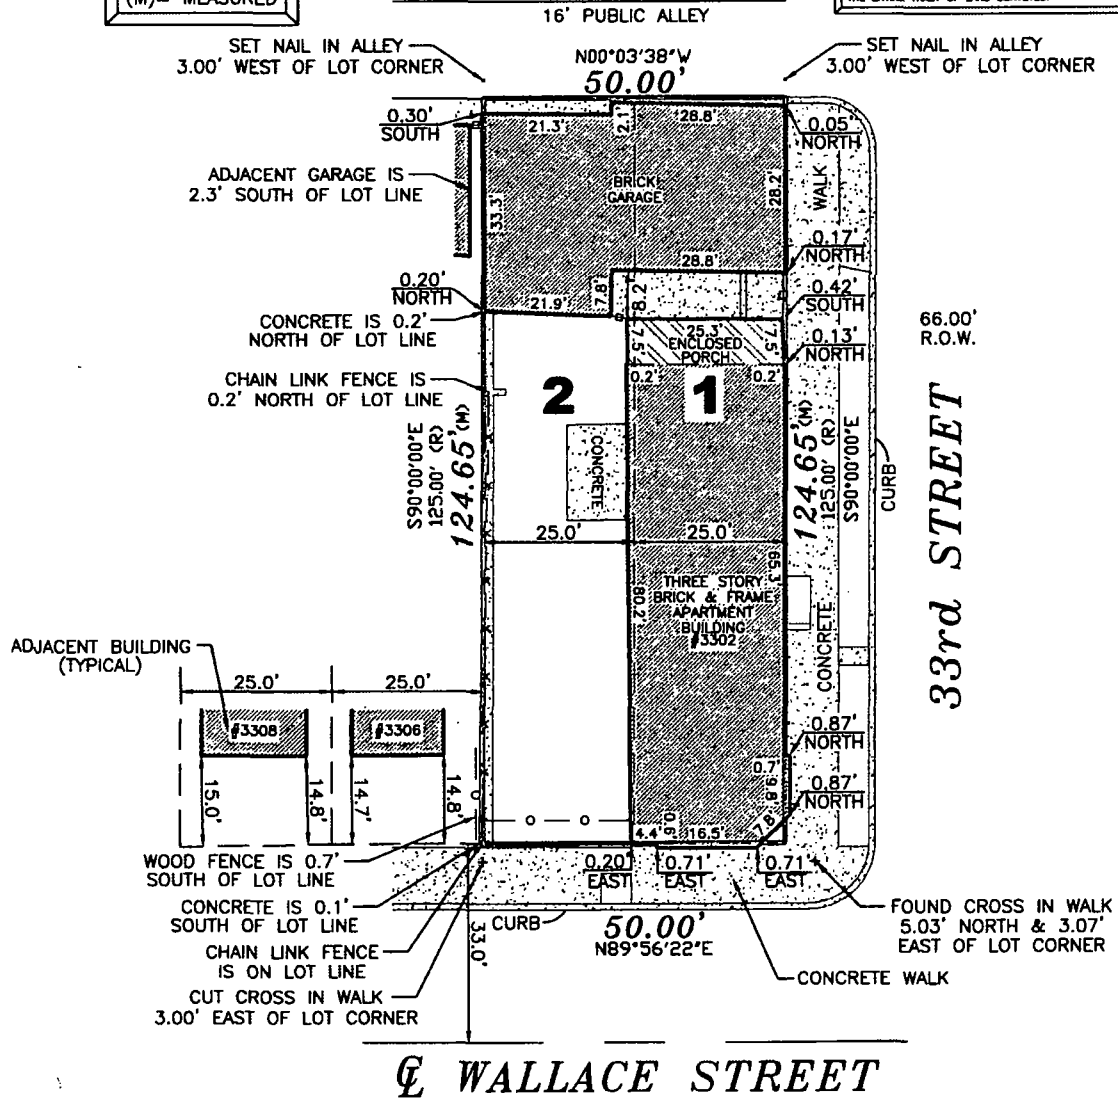 (M)= MEASURED
16' PUBLIC ALLEY
SET NAIL IN ALLEY
3.00' WEST OF LOT CORNER
N00°03'38"W
50.00'
SET NAIL IN ALLEY
3.00' WEST OF LOT CORNER
0.30'
SOUTH
21.3'
2.1'
28.8'
0.05'
NORTH
ADJACENT GARAGE IS
2.3' SOUTH OF LOT LINE
33.3'
BRICK
GARAGE
28.2'
WALK
0.17'
NORTH
28.8'
0.20'
NORTH
21.9'
7.8'
8.2'
0.42'
SOUTH
CONCRETE IS 0.2'
NORTH OF LOT LINE
7.5'
25.3'
ENCLOSED
PORCH
7.5'
0.13'
NORTH
66.00'
R.O.W.
CHAIN LINK FENCE IS
0.2' NORTH OF LOT LINE
0.2'
0.2'
2
1
CONCRETE
S90°00'00"E
125.00' (R)
124.65'(M)
124.65'(M)
125.00' (R)
S90°00'00"E
CURB
33rd STREET
25.0'
25.0'
65.3'
80.2'
THREE STORY
BRICK & FRAME
APARTMENT
BUILDING
#3302
CONCRETE
ADJACENT BUILDING
(TYPICAL)
25.0'
25.0'
#3308
#3306
15.0'
14.8'
14.7'
14.8'
0.87'
NORTH
0.7'
9.8'
0.87'
NORTH
7.8'
4.4'
0.6'
16.5'
WOOD FENCE IS 0.7'
SOUTH OF LOT LINE
0.20'
EAST
0.71'
EAST
0.71'
EAST
CONCRETE IS 0.1'
SOUTH OF LOT LINE
CURB
50.00'
N89°56'22"E
FOUND CROSS IN WALK
5.03' NORTH & 3.07'
EAST OF LOT CORNER
CHAIN LINK FENCE
IS ON LOT LINE
33.0'
CONCRETE WALK
CUT CROSS IN WALK
3.00' EAST OF LOT CORNER
℄ WALLACE STREET